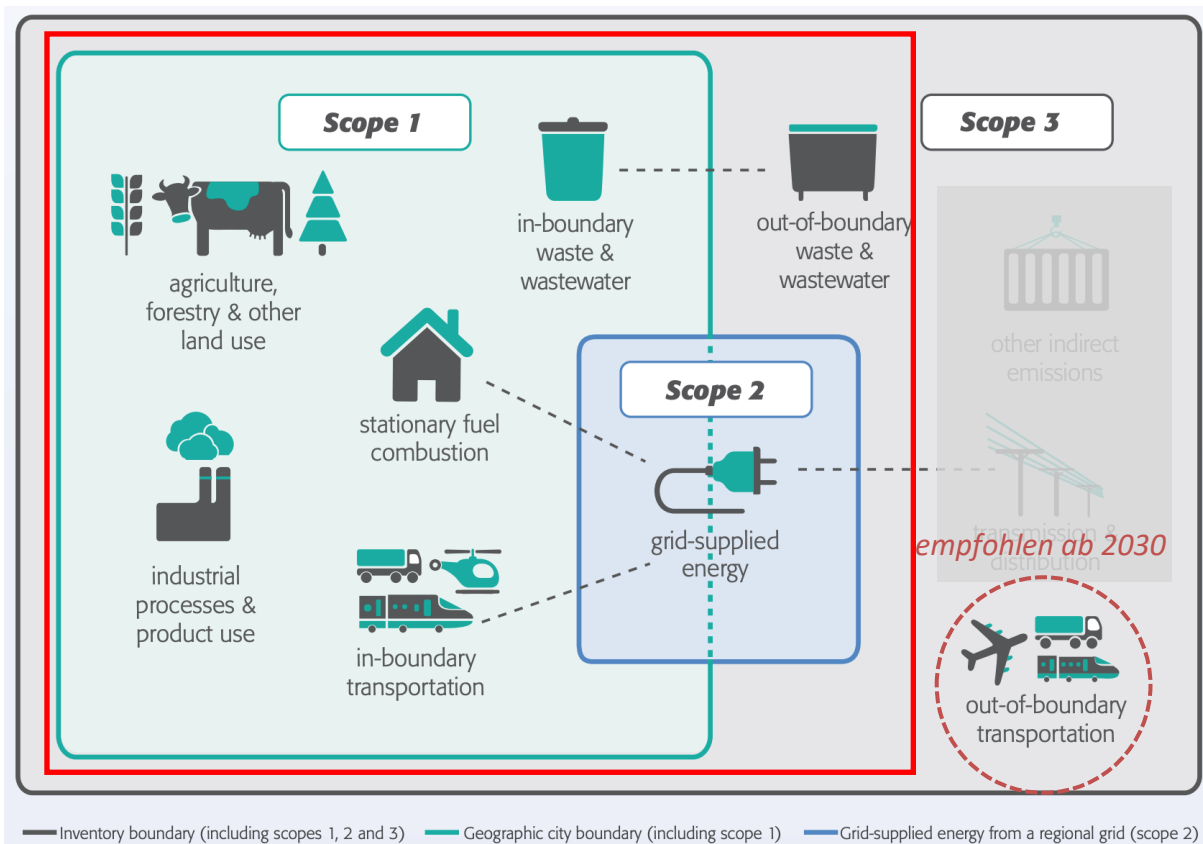 Scope 1
Scope 3
in-boundary
waste &
wastewater
out-of-boundary
waste &
wastewater
agriculture,
forestry & other
land use
other indirect
emissions
Scope 2
stationary fuel
combustion
grid-supplied
energy
transmission &
distribution
empfohlen ab 2030
industrial
processes &
product use
in-boundary
transportation
out-of-boundary
transportation
Inventory boundary (including scopes 1, 2 and 3)
Geographic city boundary (including scope 1)
Grid-supplied energy from a regional grid (scope 2)